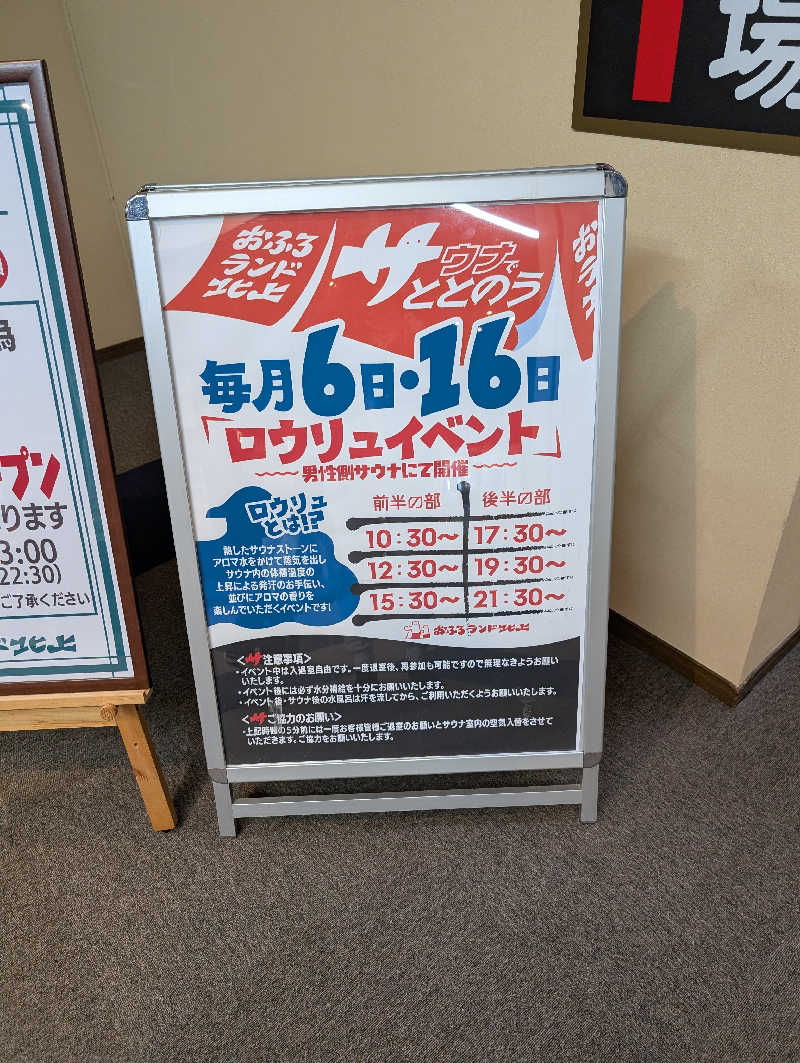 おふろ
ランド
北上
サウナで
ととのう
おふ
ラン
毎月6日・16日
「ロウリュイベント」
男性側サウナにて開催
ロウリュ
とは!?
熱したサウナストーンに
アロマ水をかけて蒸気を出し
サウナ内の体感温度の
上昇による発汗のお手伝い、
並びにアロマの香りを
楽しんでいただくイベントです!
前半の部 後半の部
10:30〜 17:30〜
12:30〜 19:30〜
15:30〜 21:30〜
おふろランド北上
<サ注意事項>
・イベント中は入退室自由です。一度退室後、再参加も可能ですので無理なきようお願い
いたします。
・イベント後には必ず水分補給を十分にお願いいたします。
・イベント後・サウナ後の水風呂は汗を流してから、ご利用いただくようお願いいたします。
<サご協力のお願い>
・上記時間の5分前には一度お客様皆様ご退室のお願いとサウナ室内の空気入替をさせて
いただきます。ご協力をお願いいたします。
場
プン
ります
3:00
22:30)
ご了承ください
ランド北上